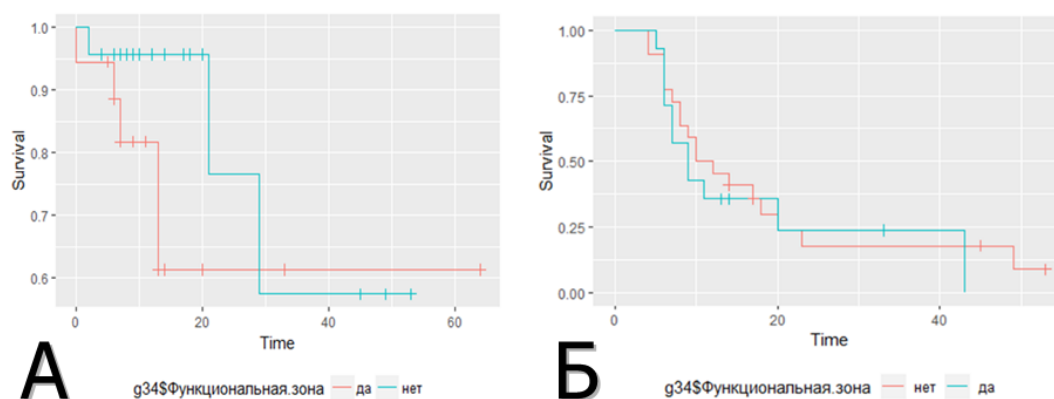 1.0
0.9
0.8
0.7
0.6
Survival
0
20
40
60
Time
А
g34$Функциональная.зона да нет
1.00
0.75
0.50
0.25
0.00
Survival
0
20
40
Time
Б
g34$Функциональная.зона нет да